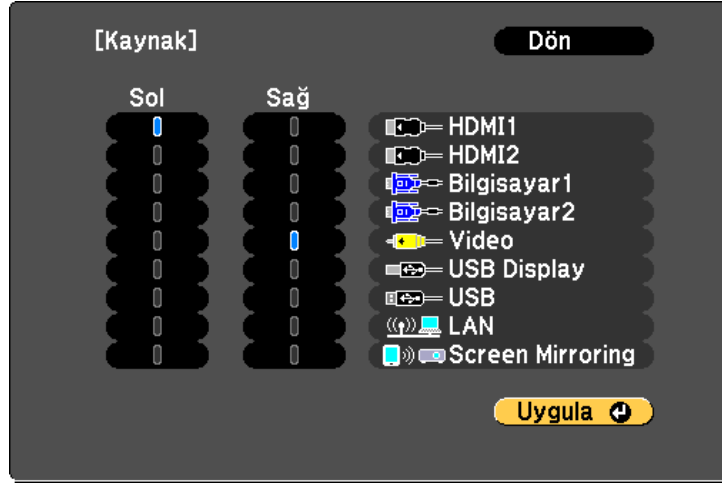 [Kaynak] Dön
Sol Sağ
HDMI1
HDMI2
Bilgisayar1
Bilgisayar2
Video
USB Display
USB
LAN
Screen Mirroring
Uygula